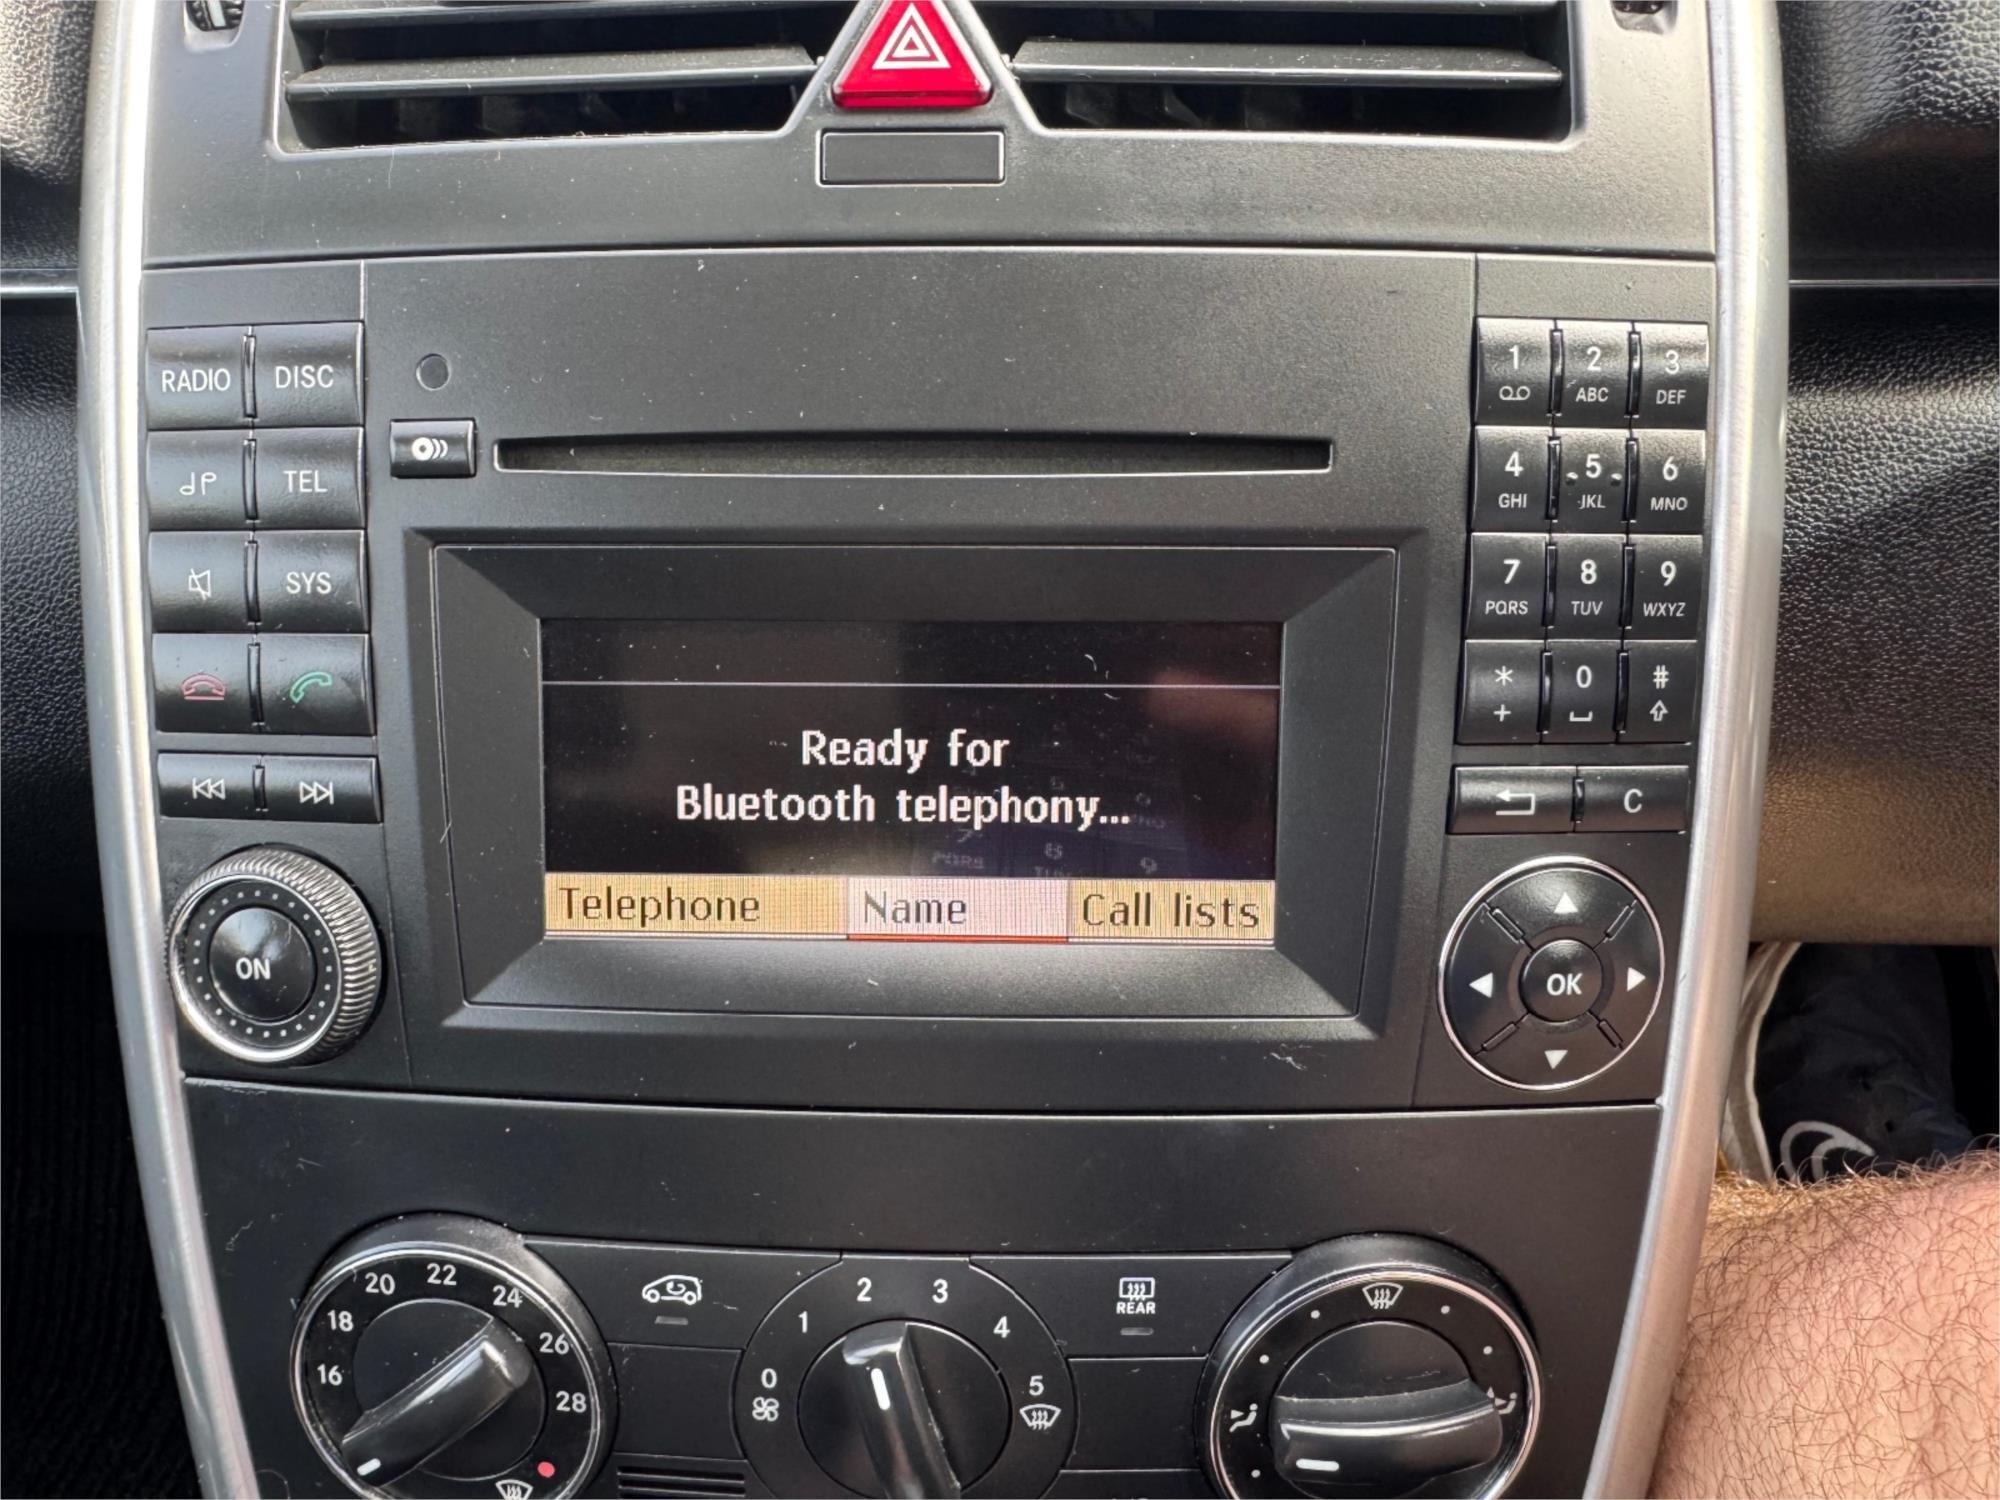 RADIO DISC
TEL
SYS
ON
1 2 3
ABC DEF
4 5 6
GHI JKL MNO
7 8 9
PQRS TUV WXYZ
* 0 #
+
C
OK
Ready for
Bluetooth telephony...
Telephone Name Call lists
16 18 20 22 24 26 28
0 1 2 3 4 5
REAR